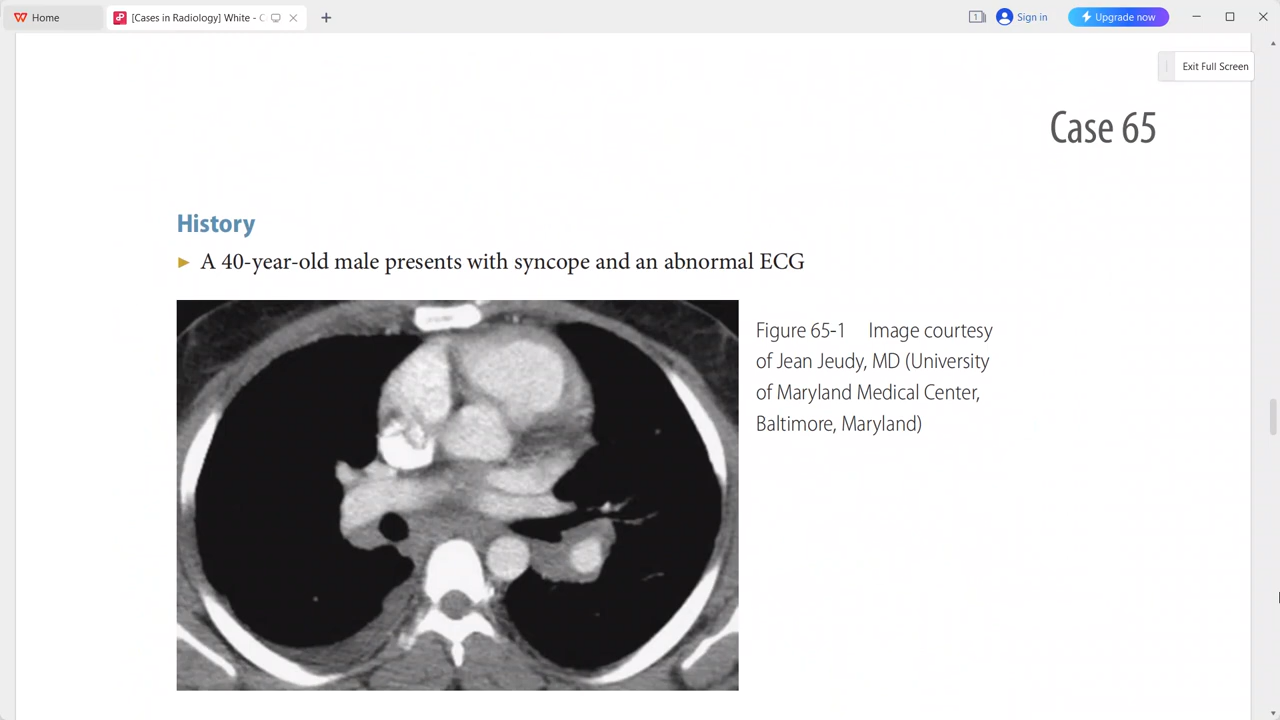 Home
[Cases in Radiology] White - C
1
Sign in
Upgrade now
Exit Full Screen
Case 65
History
► A 40-year-old male presents with syncope and an abnormal ECG
Figure 65-1 Image courtesy
of Jean Jeudy, MD (University
of Maryland Medical Center,
Baltimore, Maryland)